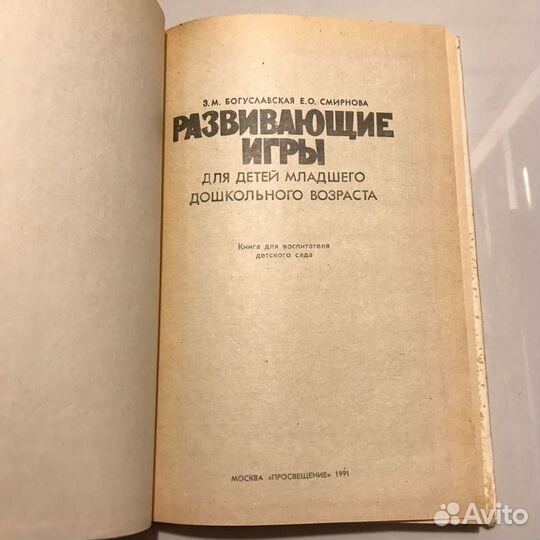 З.М. БОГУСЛАВСКАЯ Е.О. СМИРНОВА
РАЗВИВАЮЩИЕ
ИГРЫ
ДЛЯ ДЕТЕЙ МЛАДШЕГО
ДОШКОЛЬНОГО ВОЗРАСТА
Книга для воспитателя
детского сада
МОСКВА «ПРОСВЕЩЕНИЕ» 1991
Avito